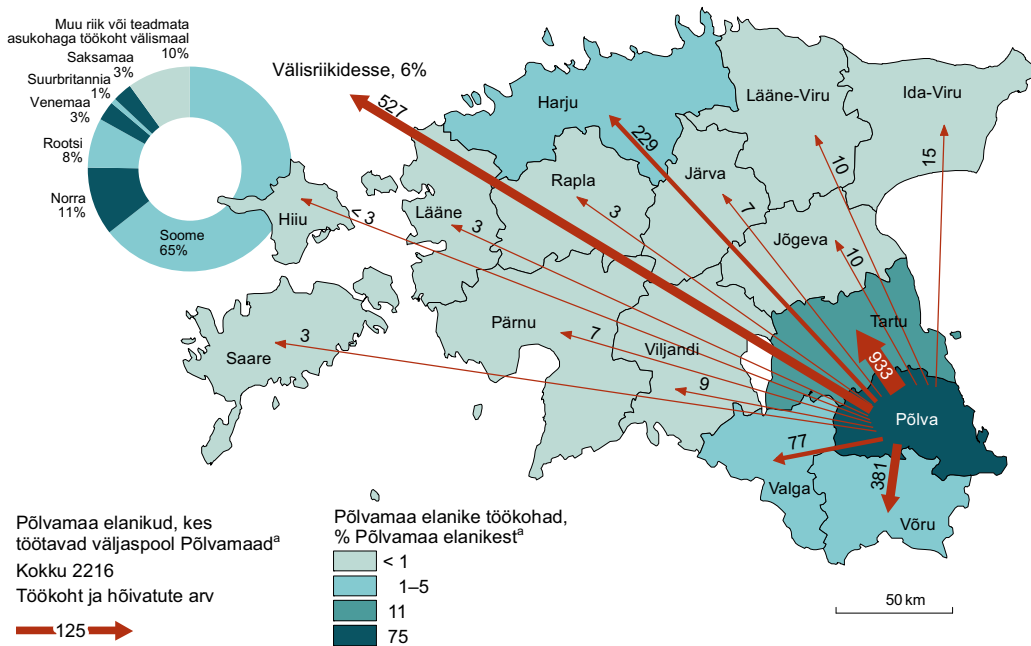 Muu riik või teadmata
asukohaga töökoht välismaal
10%
Saksamaa
3%
Suurbritannia
1%
Venemaa
3%
Rootsi
8%
Norra
11%
Soome
65%
Välisriikidesse, 6%
527
Harju
229
Lääne-Viru
10
Ida-Viru
15
Hiiu
< 3
Lääne
3
Rapla
3
Järva
7
Jõgeva
10
Tartu
933
Saare
3
Pärnu
7
Viljandi
9
Põlva
77
Valga
381
Võru
Põlvamaa elanikud, kes
töötavad väljaspool Põlvamaadᵃ
Kokku 2216
Töökoht ja hõivatute arv
125
Põlvamaa elanike töökohad,
% Põlvamaa elanikestᵃ
< 1
1–5
11
75
50 km